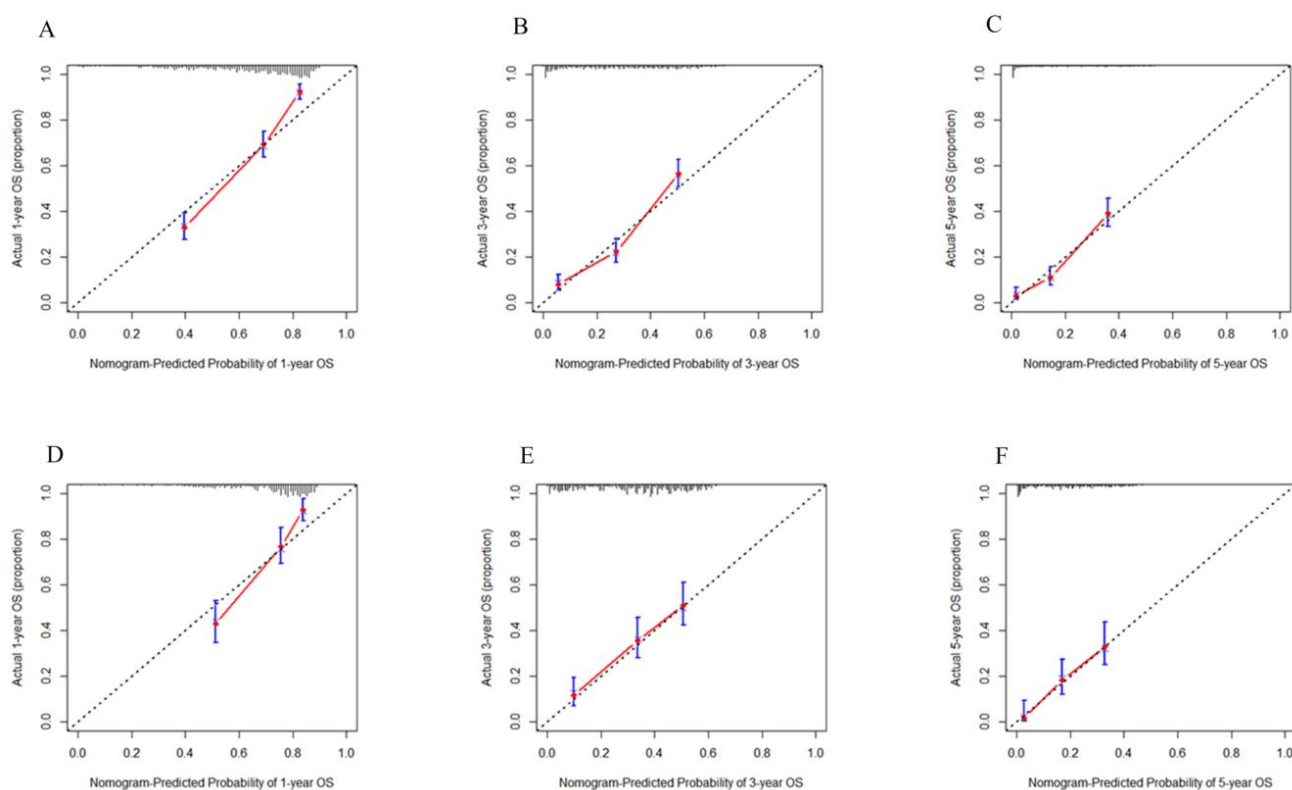 A
B
C
Actual 1-year OS (proportion)
0.0 0.2 0.4 0.6 0.8 1.0
0.0 0.2 0.4 0.6 0.8 1.0
Nomogram-Predicted Probability of 1-year OS
Actual 3-year OS (proportion)
0.0 0.2 0.4 0.6 0.8 1.0
0.0 0.2 0.4 0.6 0.8 1.0
Nomogram-Predicted Probability of 3-year OS
Actual 5-year OS (proportion)
0.0 0.2 0.4 0.6 0.8 1.0
0.0 0.2 0.4 0.6 0.8 1.0
Nomogram-Predicted Probability of 5-year OS
D
E
F
Actual 1-year OS (proportion)
0.0 0.2 0.4 0.6 0.8 1.0
0.0 0.2 0.4 0.6 0.8 1.0
Nomogram-Predicted Probability of 1-year OS
Actual 3-year OS (proportion)
0.0 0.2 0.4 0.6 0.8 1.0
0.0 0.2 0.4 0.6 0.8 1.0
Nomogram-Predicted Probability of 3-year OS
Actual 5-year OS (proportion)
0.0 0.2 0.4 0.6 0.8 1.0
0.0 0.2 0.4 0.6 0.8 1.0
Nomogram-Predicted Probability of 5-year OS